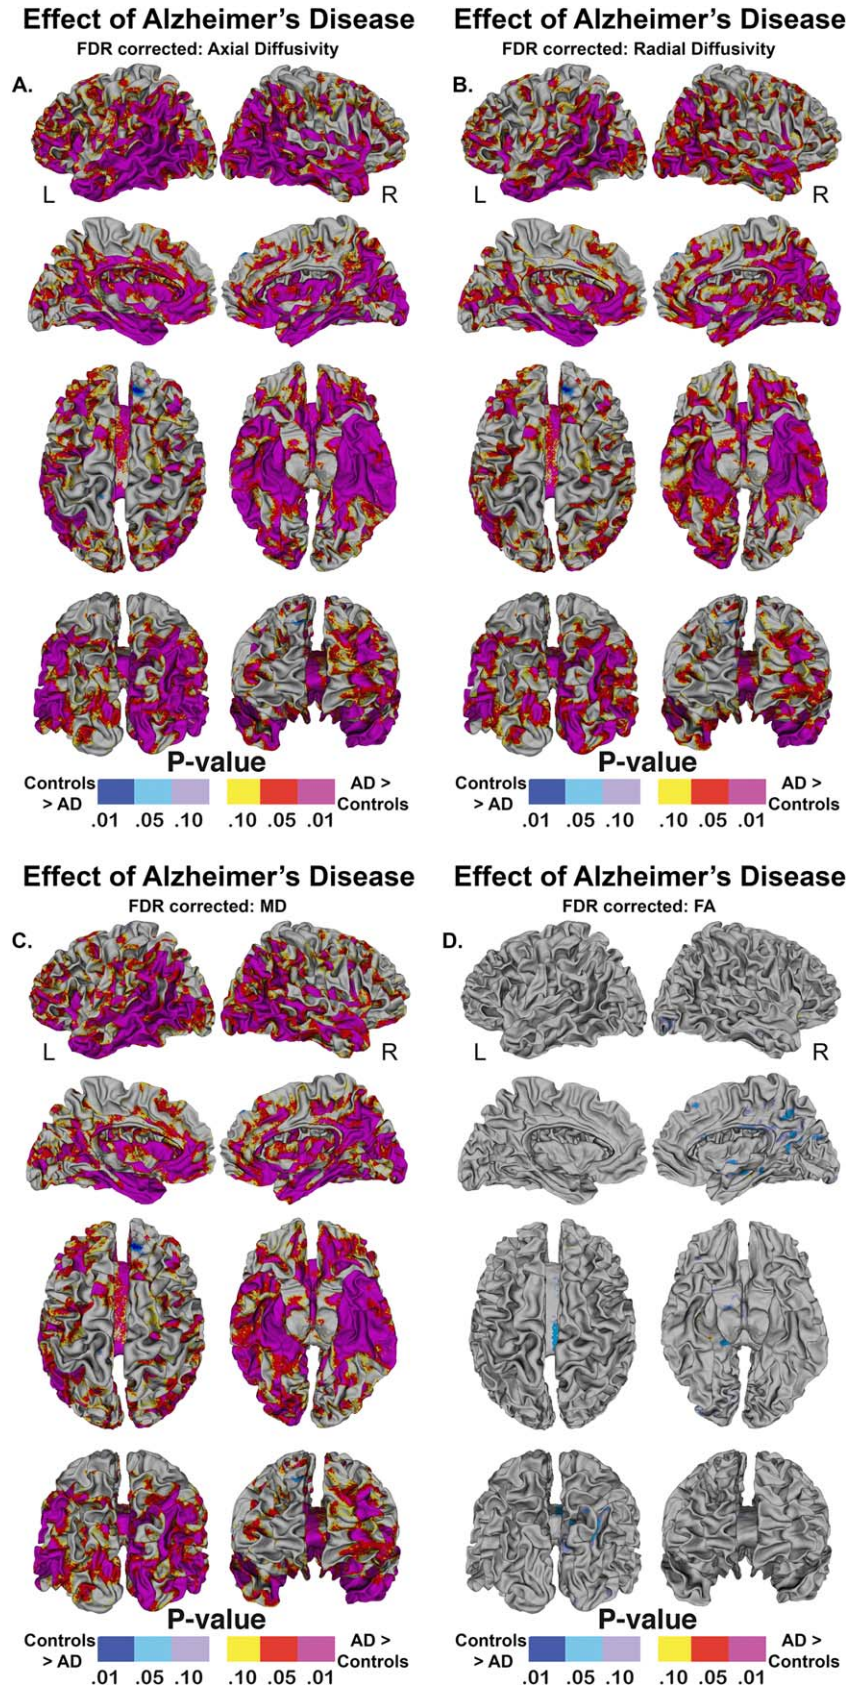 Effect of Alzheimer's Disease
FDR corrected: Axial Diffusivity
A.
L
R
P-value
Controls > AD
AD > Controls
.01 .05 .10 .10 .05 .01
Effect of Alzheimer's Disease
FDR corrected: Radial Diffusivity
B.
L
R
P-value
Controls > AD
AD > Controls
.01 .05 .10 .10 .05 .01
Effect of Alzheimer's Disease
FDR corrected: MD
C.
L
R
P-value
Controls > AD
AD > Controls
.01 .05 .10 .10 .05 .01
Effect of Alzheimer's Disease
FDR corrected: FA
D.
L
R
P-value
Controls > AD
AD > Controls
.01 .05 .10 .10 .05 .01